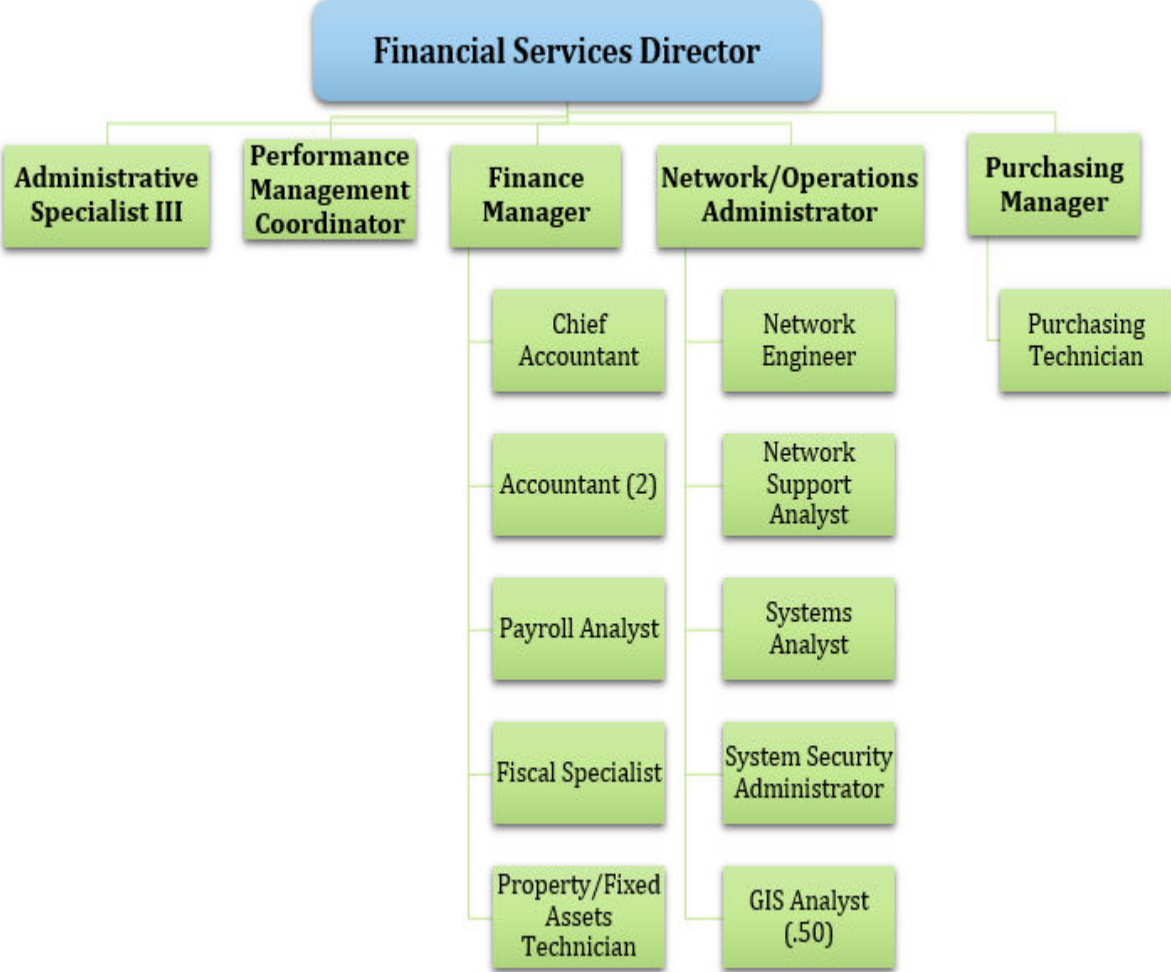 Financial Services Director
Administrative
Specialist III
Performance
Management
Coordinator
Finance
Manager
Network/Operations
Administrator
Purchasing
Manager
Chief
Accountant
Accountant (2)
Payroll Analyst
Fiscal Specialist
Property/Fixed
Assets
Technician
Network
Engineer
Network
Support
Analyst
Systems
Analyst
System Security
Administrator
GIS Analyst
(.50)
Purchasing
Technician